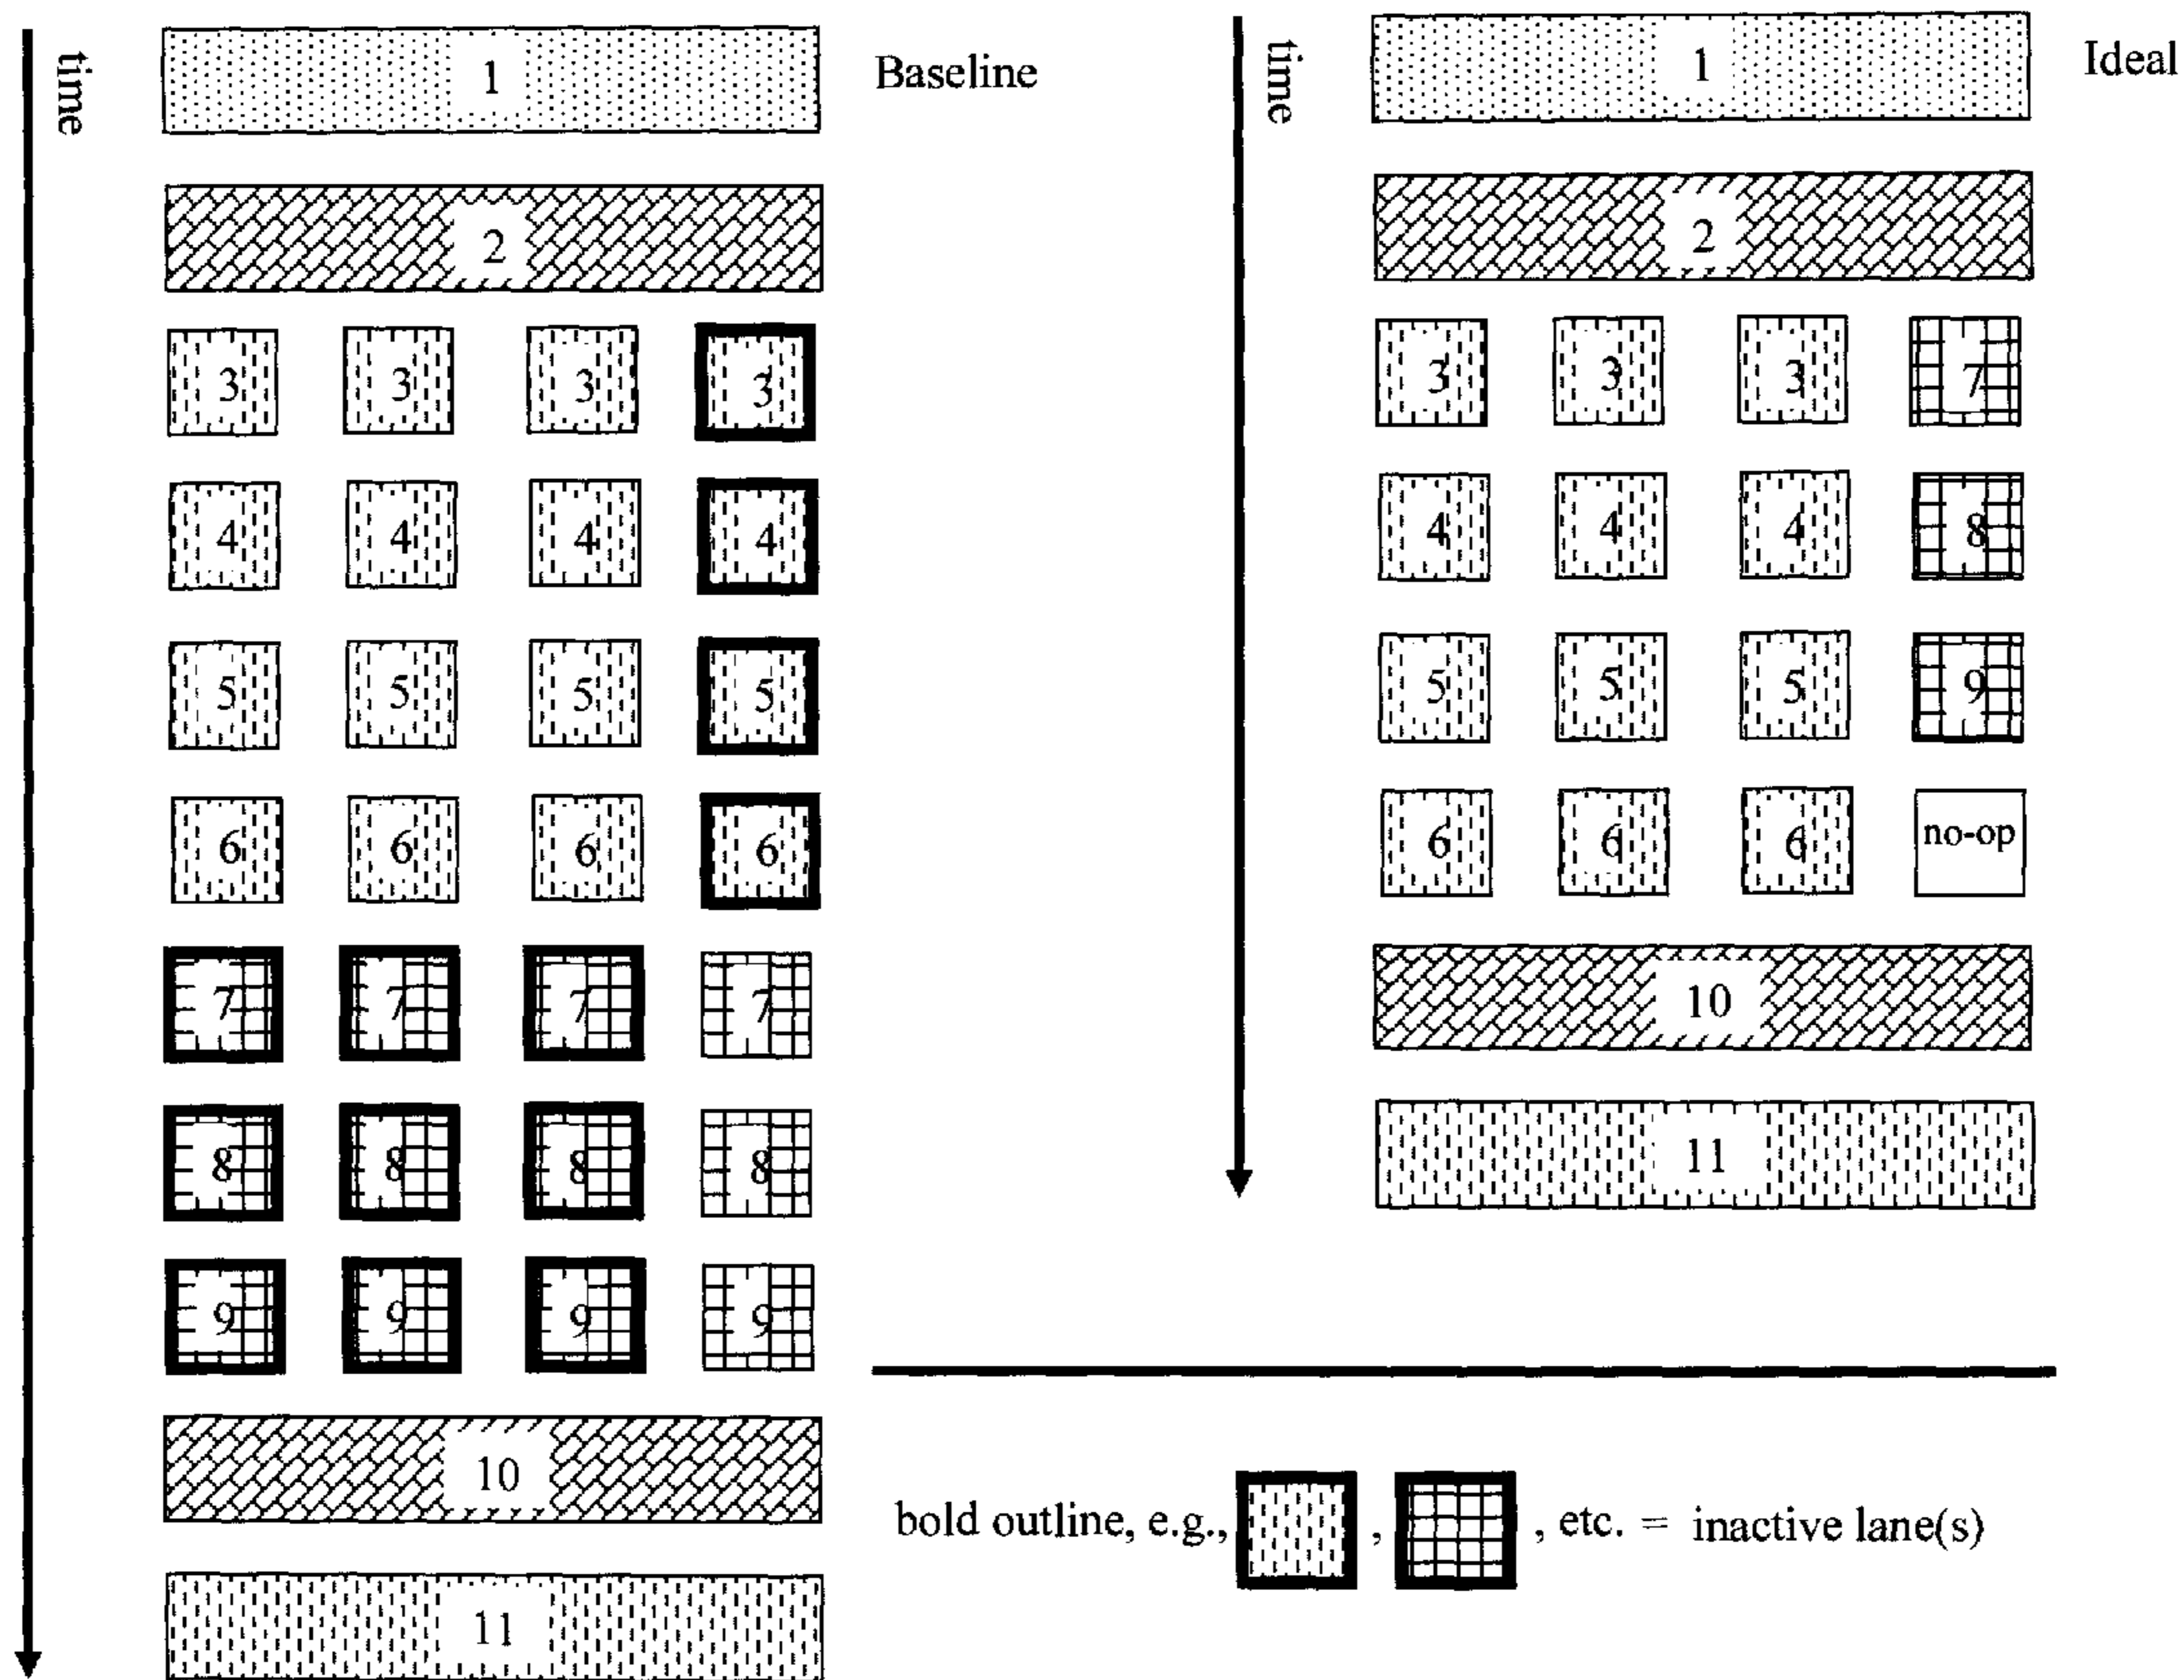 time
1
Baseline
2
3 3 3 3
4 4 4 4
5 5 5 5
6 6 6 6
7 7 7 7
8 8 8 8
9 9 9 9
10
11
time
1
Ideal
2
3 3 3 7
4 4 4 8
5 5 5 9
6 6 6 no-op
10
11
bold outline, e.g., , , etc. = inactive lane(s)